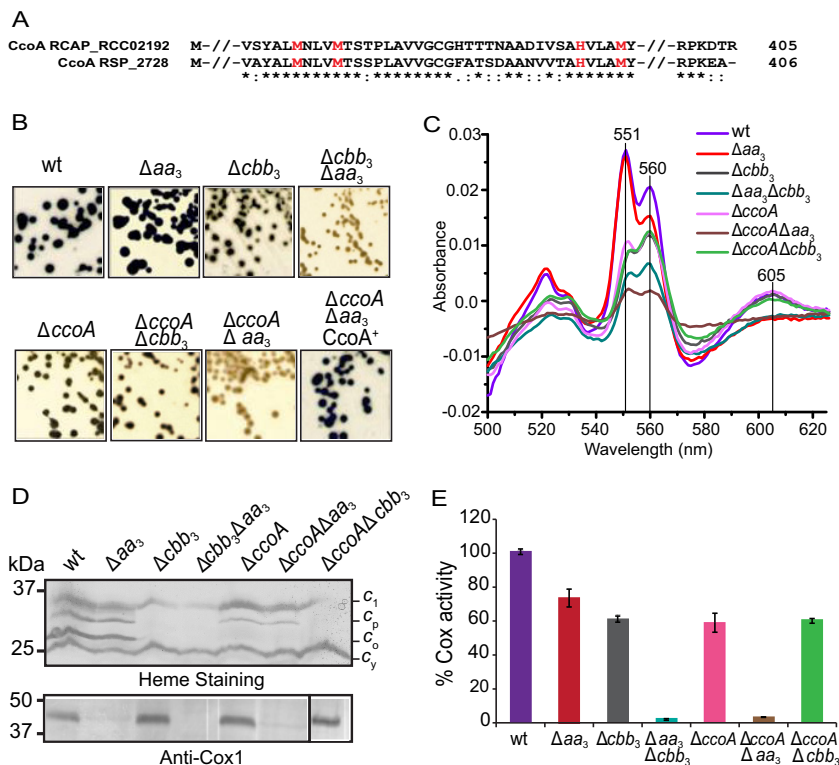 A
CcoA RCAP_RCC02192 M-//-VSYALMNLVMTSTPLAVVGCGHTTTNAADIVSAHVLAMY-//-RPKDTR 405
CcoA RSP_2728 M-//-VAYALMNLVMTSSPLAVVGCGFATSDAANVVTAHVLAMY-//-RPKEA- 406
B
wt Δaa₃ Δcbb₃ Δcbb₃ Δaa₃
ΔccoA ΔccoA Δcbb₃ ΔccoA Δ aa₃ ΔccoA Δaa₃ CcoA⁺
C
551
560
605
wt
Δaa₃
Δcbb₃
Δaa₃Δcbb₃
ΔccoA
ΔccoAΔaa₃
ΔccoAΔcbb₃
Absorbance
0.03
0.02
0.01
0.0
-0.01
-0.02
500 520 540 560 580 600 620
Wavelength (nm)
D
kDa wt Δaa₃ Δcbb₃ Δcbb₃Δaa₃ ΔccoA ΔccoAΔaa₃ ΔccoAΔcbb₃
37
25
c₁
cₚ
cₒ
c_y
Heme Staining
50
37
Anti-Cox1
E
% Cox activity
120
100
80
60
40
20
0
wt Δaa₃ Δcbb₃ Δaa₃ Δcbb₃ ΔccoA ΔccoA Δaa₃ ΔccoA Δcbb₃